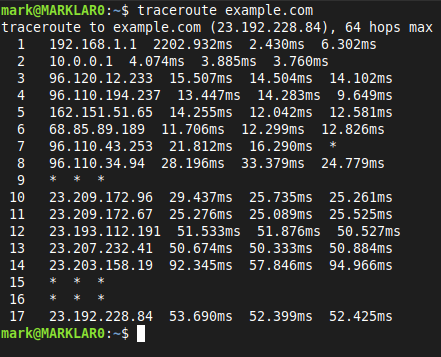 mark@MARKLAR0:~$ traceroute example.com
traceroute to example.com (23.192.228.84), 64 hops max
1 192.168.1.1 2202.932ms 2.430ms 6.302ms
2 10.0.0.1 4.074ms 3.885ms 3.760ms
3 96.120.12.233 15.507ms 14.504ms 14.102ms
4 96.110.194.237 13.447ms 14.283ms 9.649ms
5 162.151.51.65 14.255ms 12.042ms 12.581ms
6 68.85.89.189 11.706ms 12.299ms 12.826ms
7 96.110.43.253 21.812ms 16.290ms *
8 96.110.34.94 28.196ms 33.379ms 24.779ms
9 * * *
10 23.209.172.96 29.437ms 25.735ms 25.261ms
11 23.209.172.67 25.276ms 25.089ms 25.525ms
12 23.193.112.191 51.533ms 51.876ms 50.527ms
13 23.207.232.41 50.674ms 50.333ms 50.884ms
14 23.203.158.19 92.345ms 57.846ms 94.966ms
15 * * *
16 * * *
17 23.192.228.84 53.690ms 52.399ms 52.425ms
mark@MARKLAR0:~$